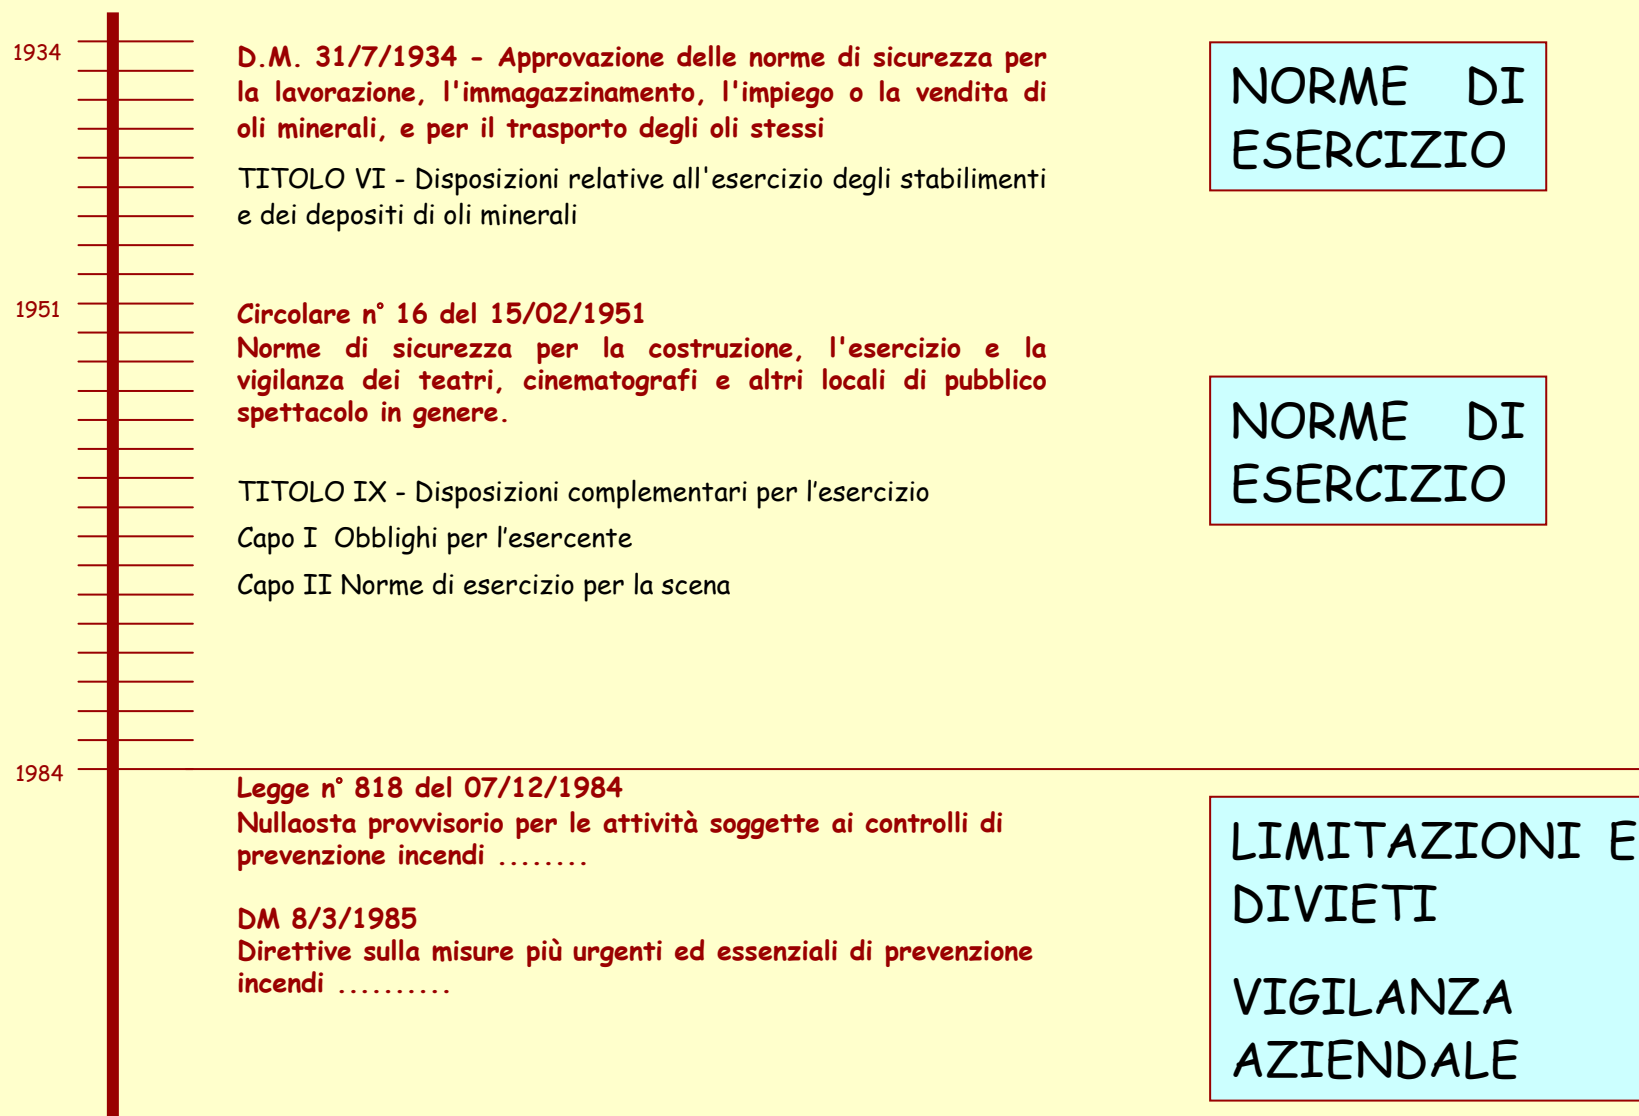 1934
D.M. 31/7/1934 - Approvazione delle norme di sicurezza per
la lavorazione, l'immagazzinamento, l'impiego o la vendita di
oli minerali, e per il trasporto degli oli stessi
TITOLO VI - Disposizioni relative all'esercizio degli stabilimenti
e dei depositi di oli minerali
NORME DI
ESERCIZIO
1951
Circolare n° 16 del 15/02/1951
Norme di sicurezza per la costruzione, l'esercizio e la
vigilanza dei teatri, cinematografi e altri locali di pubblico
spettacolo in genere.
TITOLO IX - Disposizioni complementari per l’esercizio
Capo I Obblighi per l’esercente
Capo II Norme di esercizio per la scena
NORME DI
ESERCIZIO
1984
Legge n° 818 del 07/12/1984
Nullaosta provvisorio per le attività soggette ai controlli di
prevenzione incendi ........
DM 8/3/1985
Direttive sulla misure più urgenti ed essenziali di prevenzione
incendi ..........
LIMITAZIONI E
DIVIETI
VIGILANZA
AZIENDALE